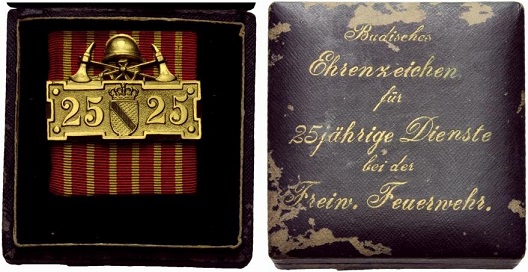 25 25
Badisches
Ehrenzeichen
für
25jährige Dienste
bei der
Freiw. Feuerwehr.